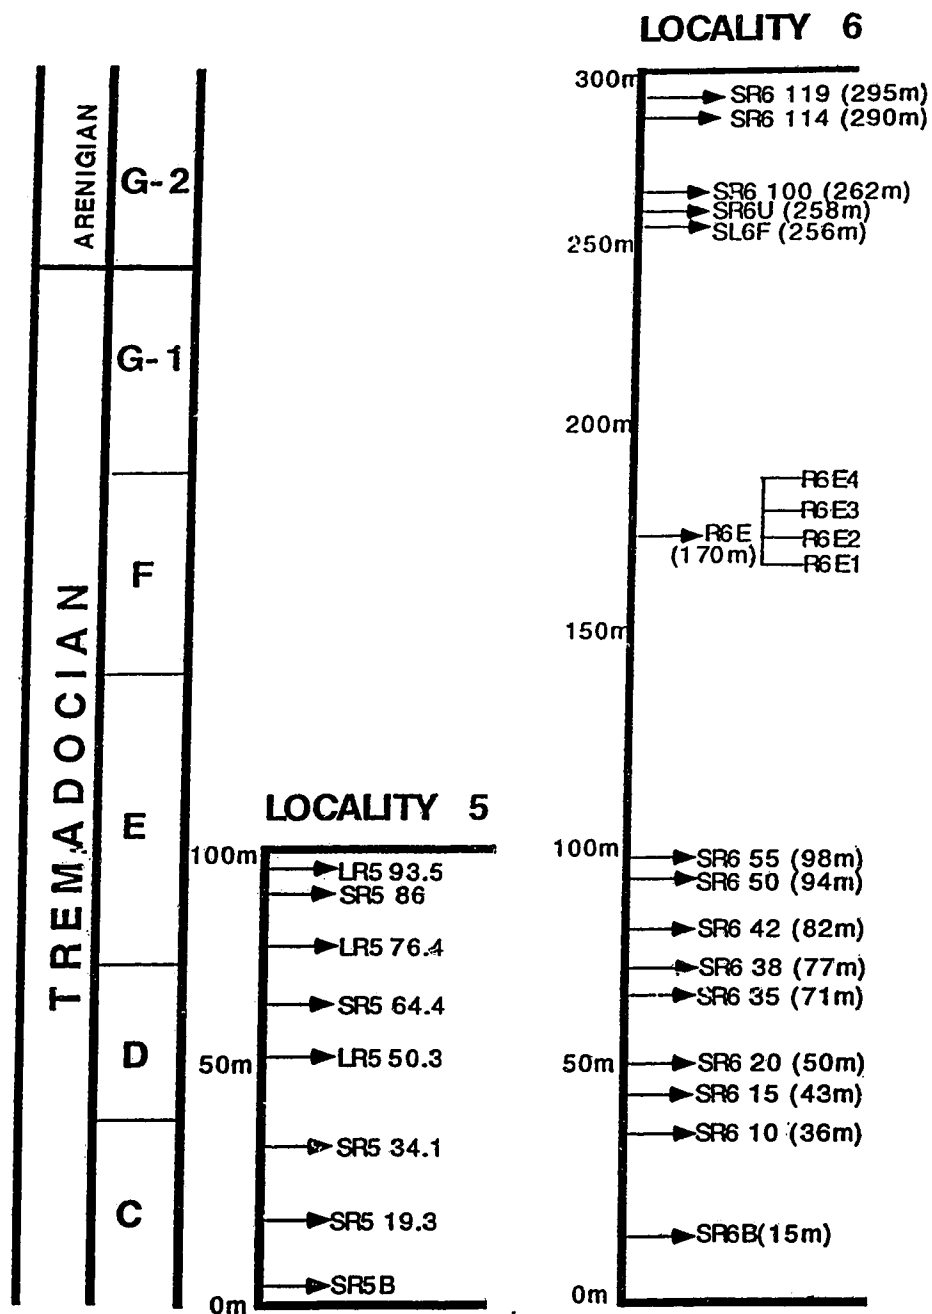 LOCALITY 6
300m
SR6 119 (295m)
SR6 114 (290m)
SR6 100 (262m)
SR6U (258m)
SL6F (256m)
250m
200m
R6E4
R6E3
R6E
R6E2
(170m)
R6E1
150m
100m
SR6 55 (98m)
SR6 50 (94m)
SR6 42 (82m)
SR6 38 (77m)
SR6 35 (71m)
50m
SR6 20 (50m)
SR6 15 (43m)
SR6 10 (36m)
SR6B(15m)
0m
ARENIGIAN
TREMADOCIAN
G-2
G-1
F
E
D
C
LOCALITY 5
100m
LR5 93.5
SR5 86
LR5 76.4
SR5 64.4
50m
LR5 50.3
SR5 34.1
SR5 19.3
SR5B
0m